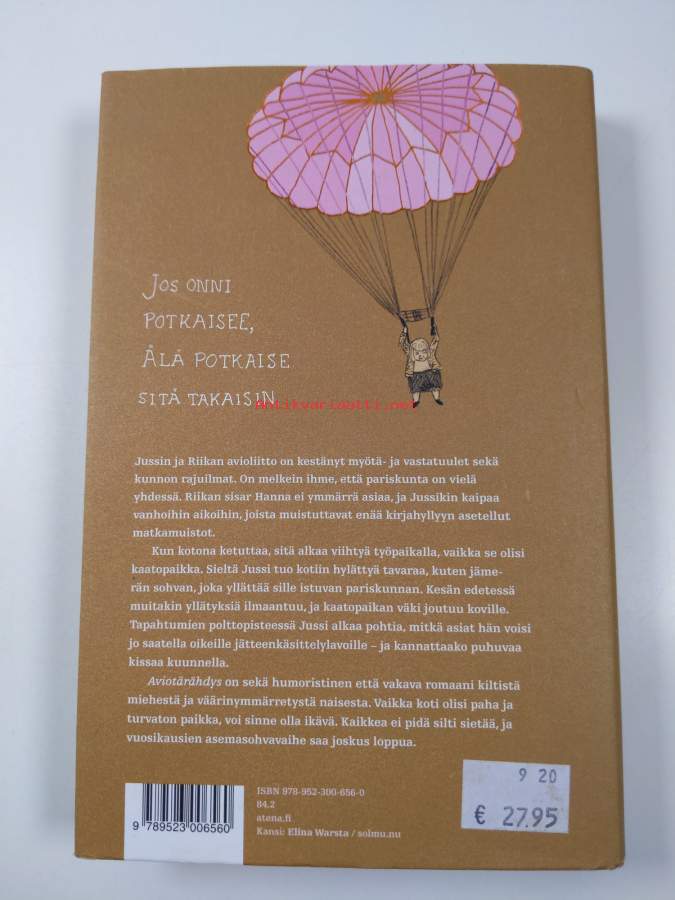 JOS ONNI
POTKAISEE,
ÄLÄ POTKAISE
SITÄ TAKAISIN
Antikvariaatti.net
Jussin ja Riikan avioliitto on kestänyt myötä- ja vastatuulet sekä
kunnon rajuilmat. On melkein ihme, että pariskunta on vielä
yhdessä. Riikan sisar Hanna ei ymmärrä asiaa, ja Jussikin kaipaa
vanhoihin aikoihin, joista muistuttavat enää kirjahyllyyn asetellut
matkamuistot.
Kun kotona ketuttaa, sitä alkaa viihtyä työpaikalla, vaikka se olisi
kaatopaikka. Sieltä Jussi tuo kotiin hylättyä tavaraa, kuten jäme-
rän sohvan, joka yllättää sille istuvan pariskunnan. Kesän edetessä
muitakin yllätyksiä ilmaantuu, ja kaatopaikan väki joutuu koville.
Tapahtumien polttopisteessä Jussi alkaa pohtia, mitkä asiat hän voisi
jo saatella oikeille jätteenkäsittelylavoille – ja kannattaako puhuvaa
kissaa kuunnella.
Aviotärähdys on sekä humoristinen että vakava romaani kiltistä
miehestä ja väärinymmärretystä naisesta. Vaikka koti olisi paha ja
turvaton paikka, voi sinne olla ikävä. Kaikkea ei pidä silti sietää, ja
vuosikausien asemasohvavaihe saa joskus loppua.
ISBN 978-952-300-656-0
84.2
atena.fi
Kansi: Elina Warsta / solmu.nu
9 789523 006560
9 20
€ 27.95